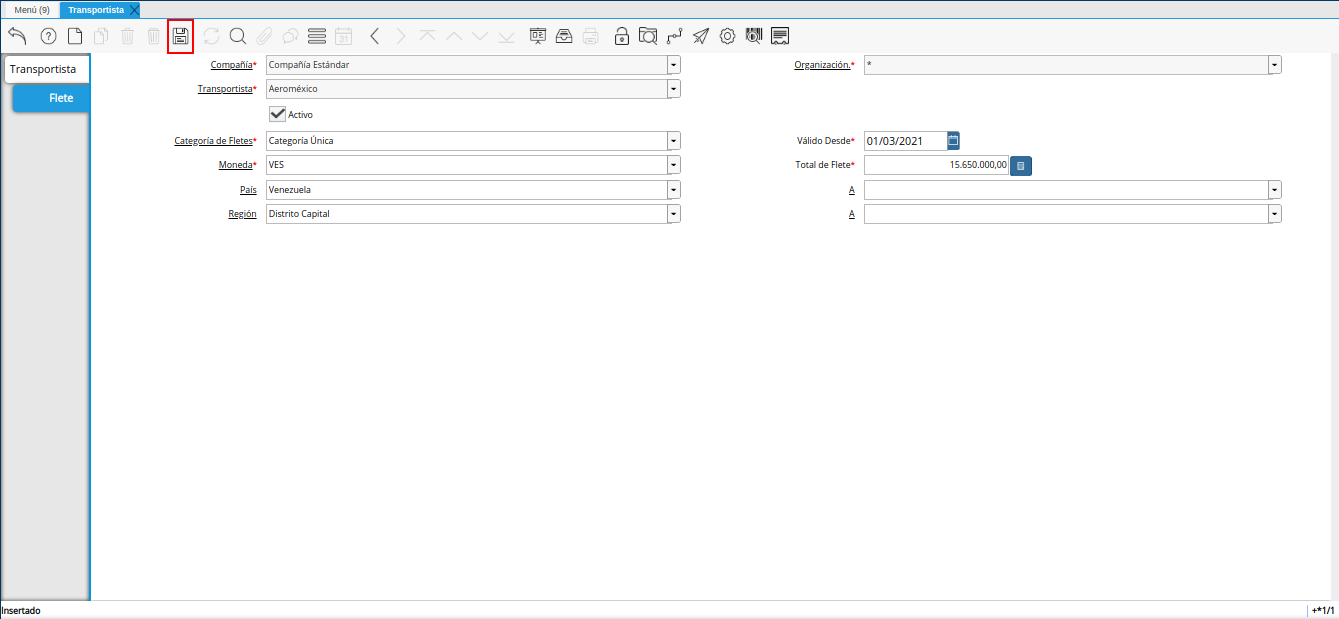 Menú (9) Transportista
31
Transportista
Flete
Compañía* Compañía Estándar Organización.* *
Transportista* Aeroméxico
Activo
Categoría de Fletes* Categoría Única Válido Desde* 01/03/2021
Moneda* VES Total de Flete* 15.650.000,00
País Venezuela A
Región Distrito Capital A
Insertado +*1/1